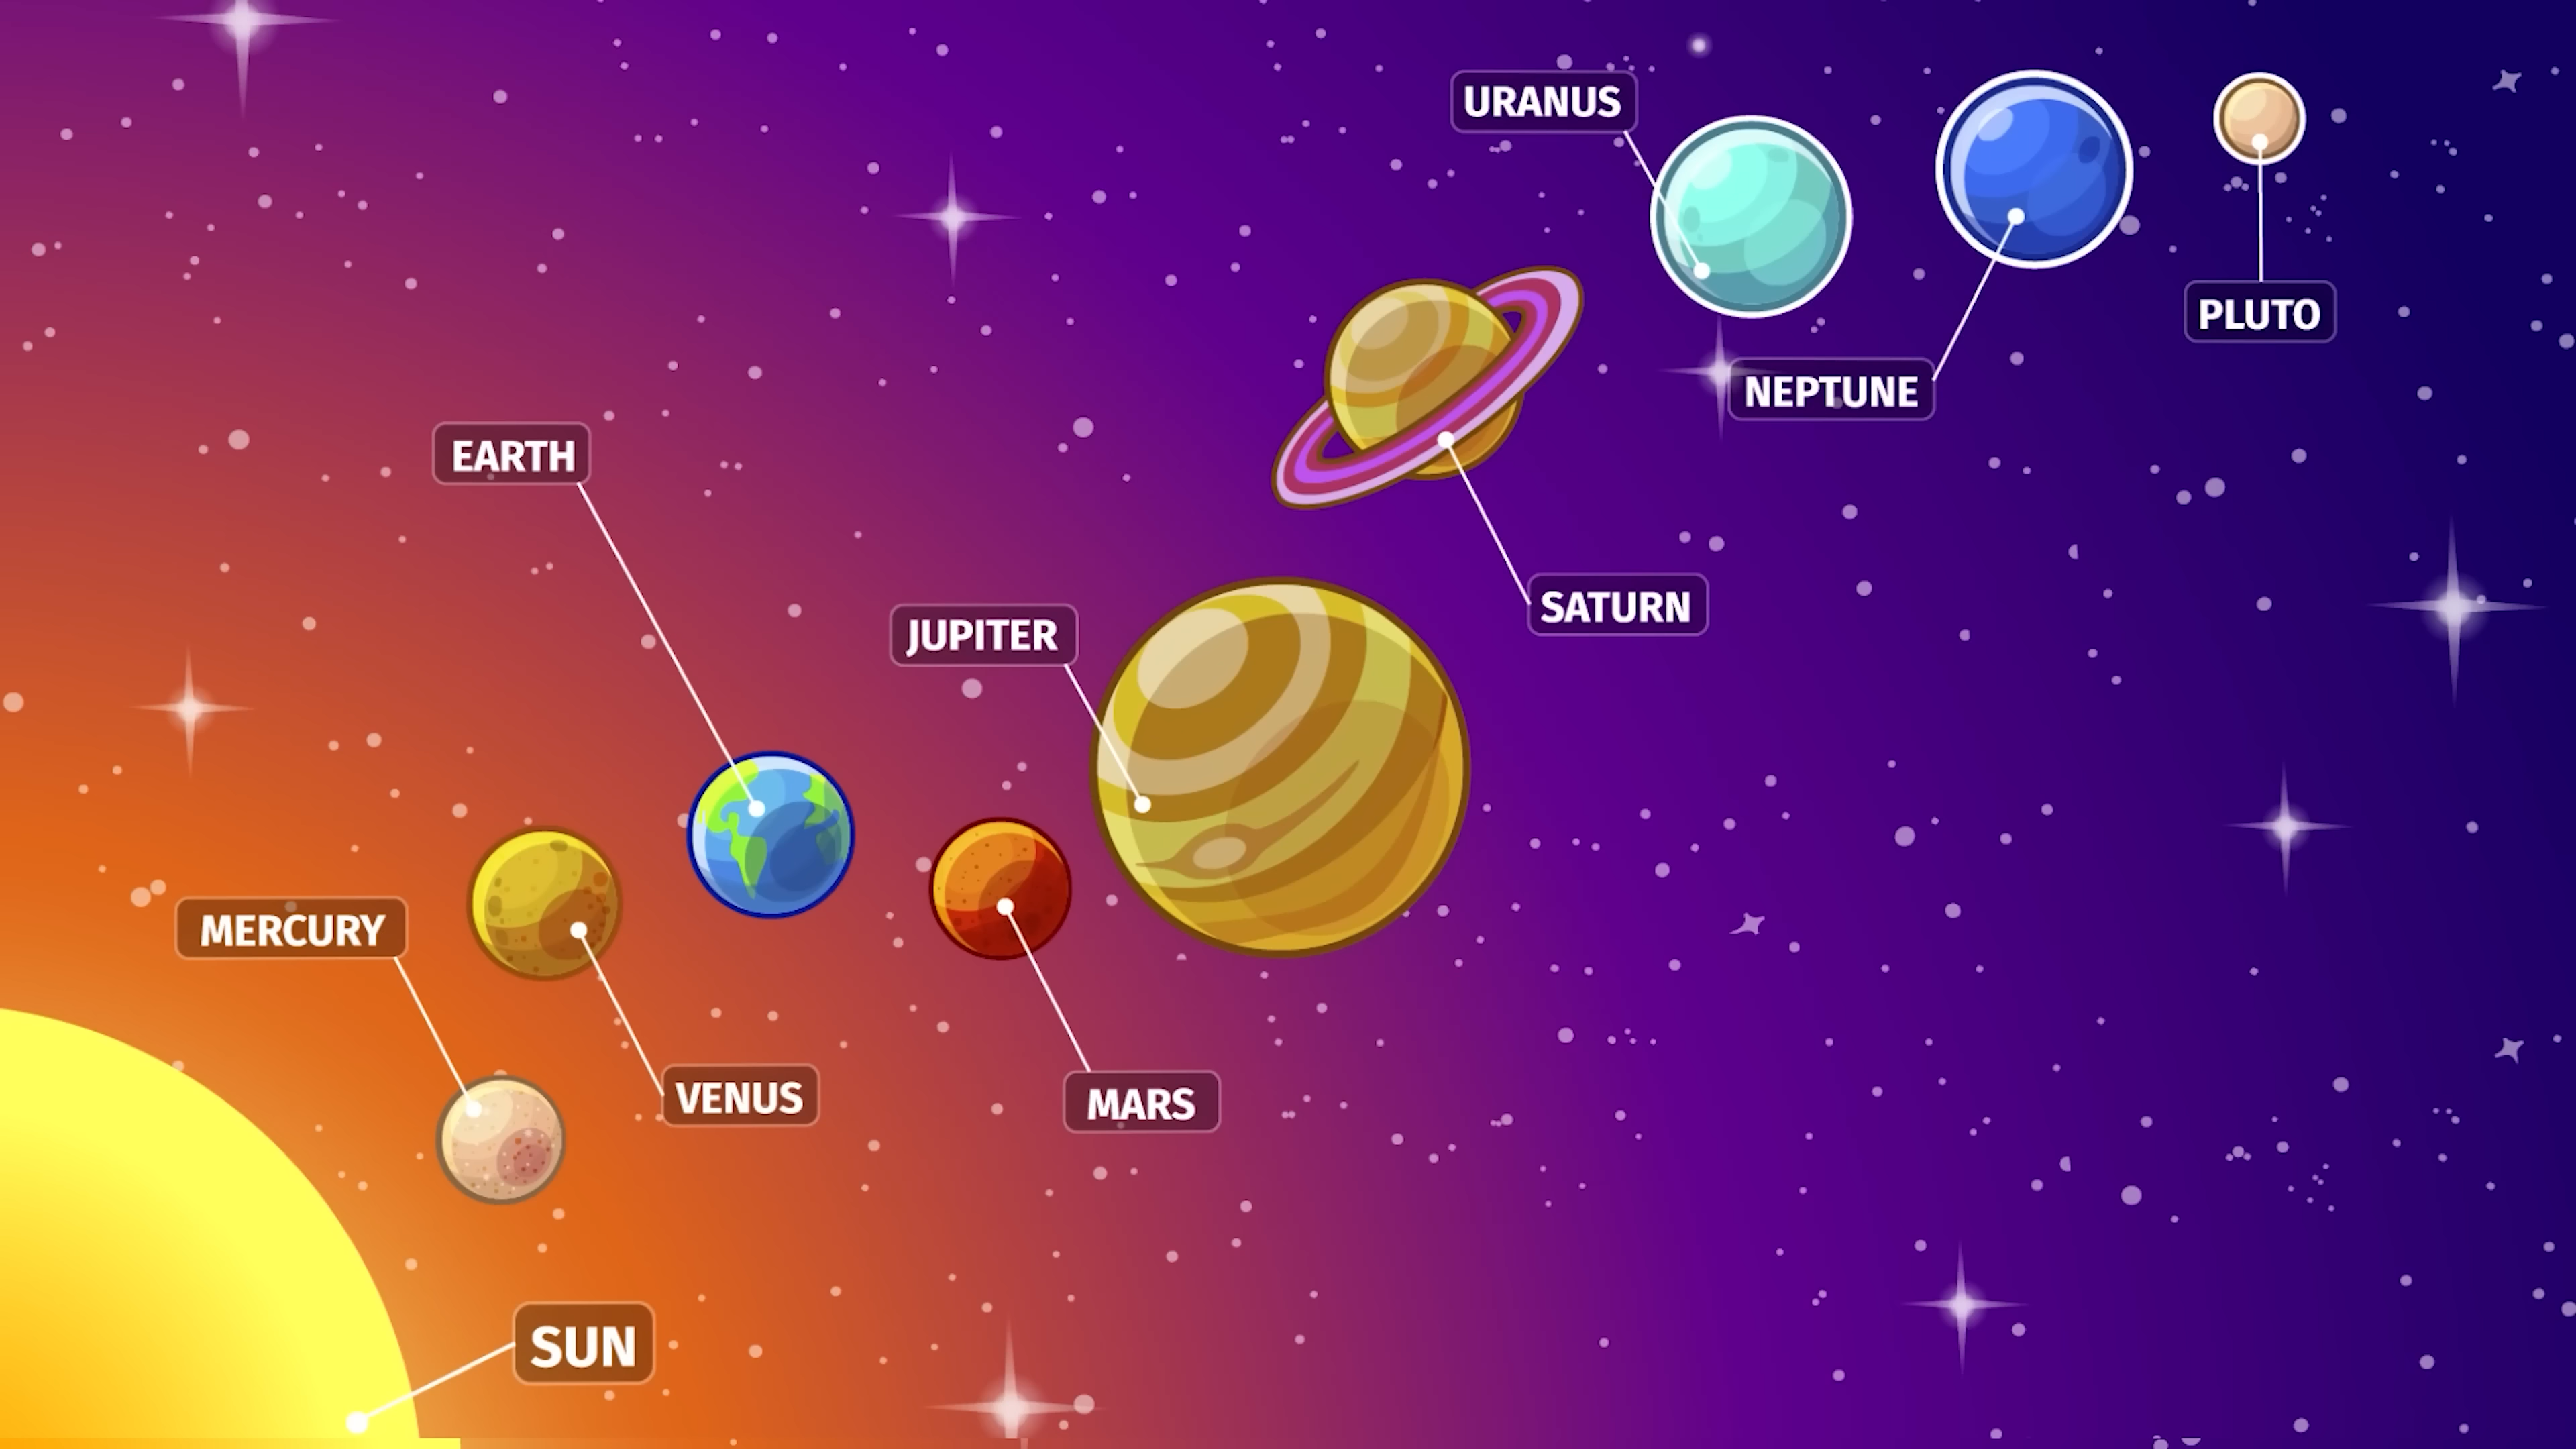 URANUS
PLUTO
NEPTUNE
EARTH
SATURN
JUPITER
MERCURY
VENUS
MARS
SUN